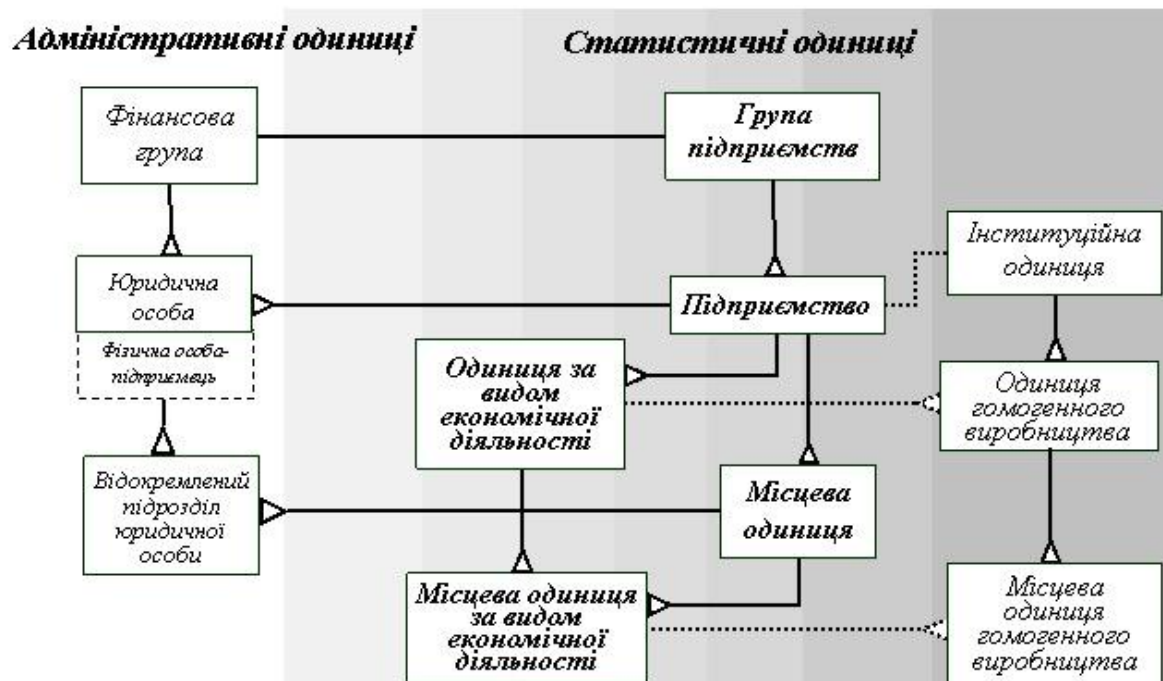 Адміністративні одиниці
Статистичні одиниці
Фінансова
група
Група
підприємств
Інституційна
одиниця
Юридична
особа
Підприємство
Фізична особа-
підприємець
Одиниця за
видом
економічної
діяльності
Одиниця
гомогенного
виробництва
Відокремлений
підрозділ
юридичної
особи
Місцева
одиниця
Місцева одиниця
за видом
економічної
діяльності
Місцева
одиниця
гомогенного
виробництва